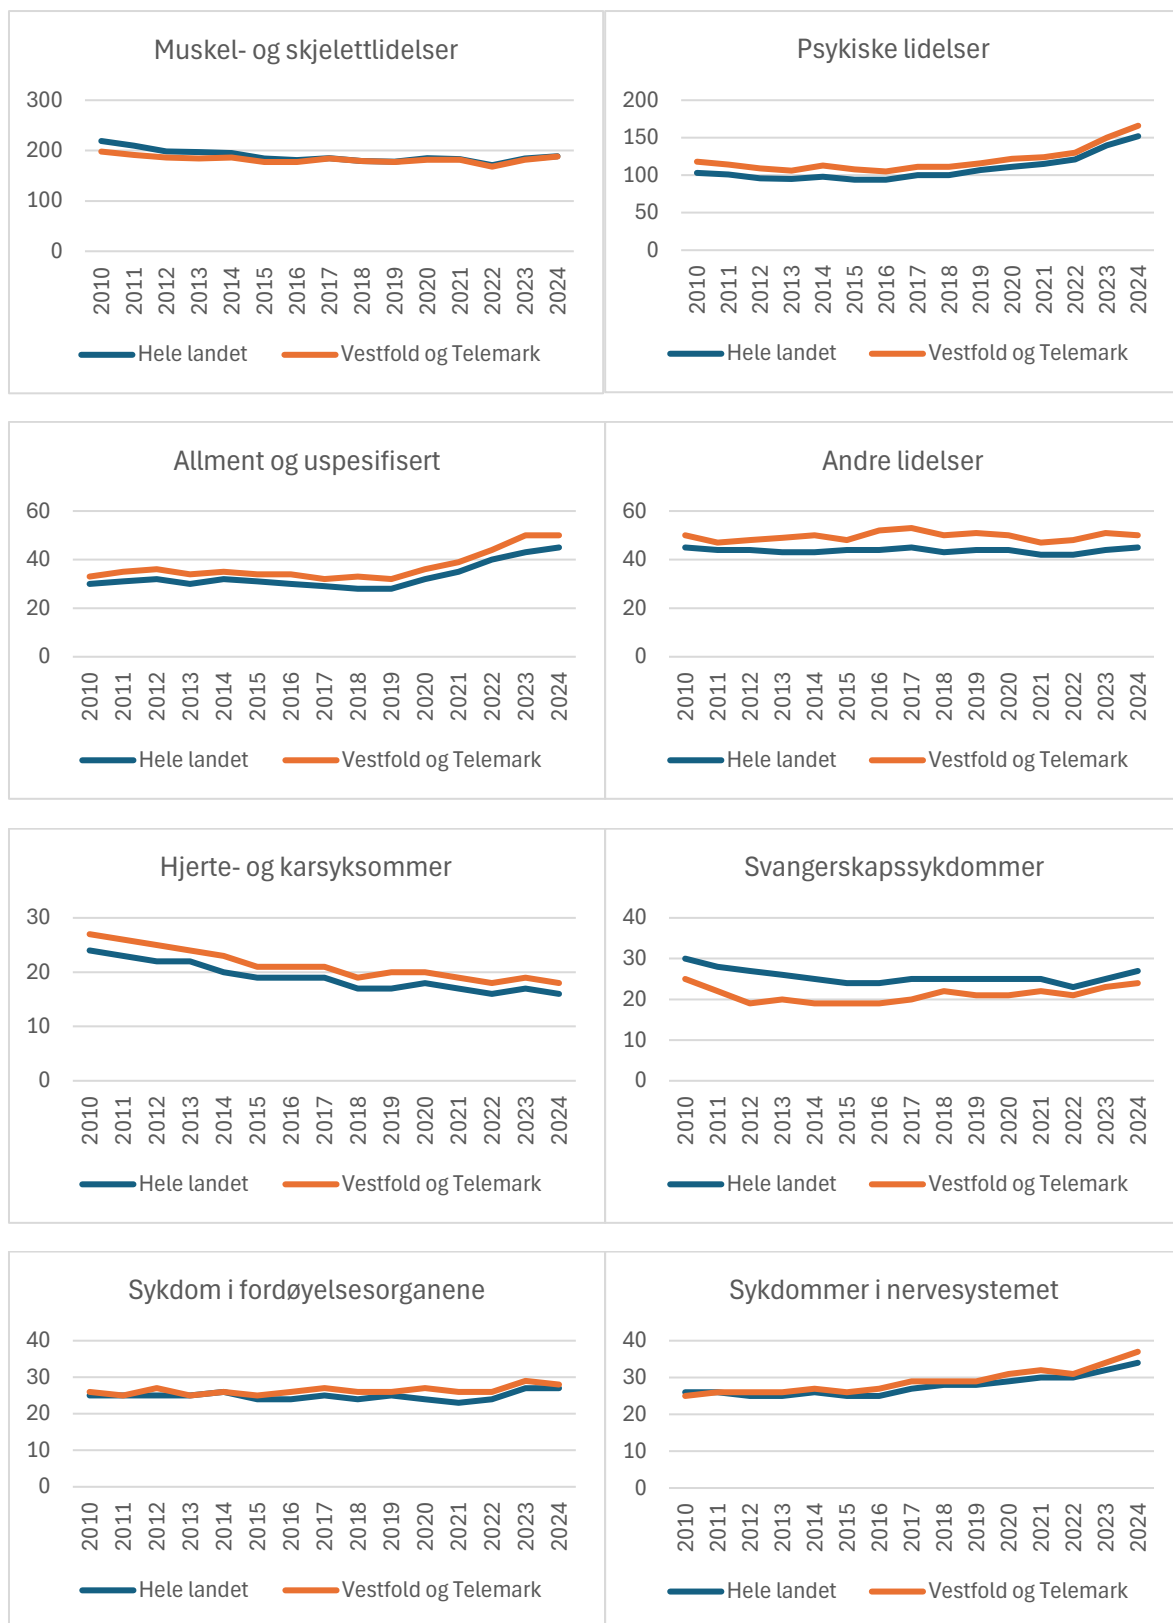 Muskel- og skjelettlidelser
300
200
100
0
2010 2011 2012 2013 2014 2015 2016 2017 2018 2019 2020 2021 2022 2023 2024
Hele landet Vestfold og Telemark
Psykiske lidelser
200
150
100
50
0
2010 2011 2012 2013 2014 2015 2016 2017 2018 2019 2020 2021 2022 2023 2024
Hele landet Vestfold og Telemark
Allment og uspesifisert
60
40
20
0
2010 2011 2012 2013 2014 2015 2016 2017 2018 2019 2020 2021 2022 2023 2024
Hele landet Vestfold og Telemark
Andre lidelser
60
40
20
0
2010 2011 2012 2013 2014 2015 2016 2017 2018 2019 2020 2021 2022 2023 2024
Hele landet Vestfold og Telemark
Hjerte- og karsyksommer
30
20
10
0
2010 2011 2012 2013 2014 2015 2016 2017 2018 2019 2020 2021 2022 2023 2024
Hele landet Vestfold og Telemark
Svangerskapssykdommer
40
30
20
10
0
2010 2011 2012 2013 2014 2015 2016 2017 2018 2019 2020 2021 2022 2023 2024
Hele landet Vestfold og Telemark
Sykdom i fordøyelsesorganene
40
30
20
10
0
2010 2011 2012 2013 2014 2015 2016 2017 2018 2019 2020 2021 2022 2023 2024
Hele landet Vestfold og Telemark
Sykdommer i nervesystemet
40
30
20
10
0
2010 2011 2012 2013 2014 2015 2016 2017 2018 2019 2020 2021 2022 2023 2024
Hele landet Vestfold og Telemark